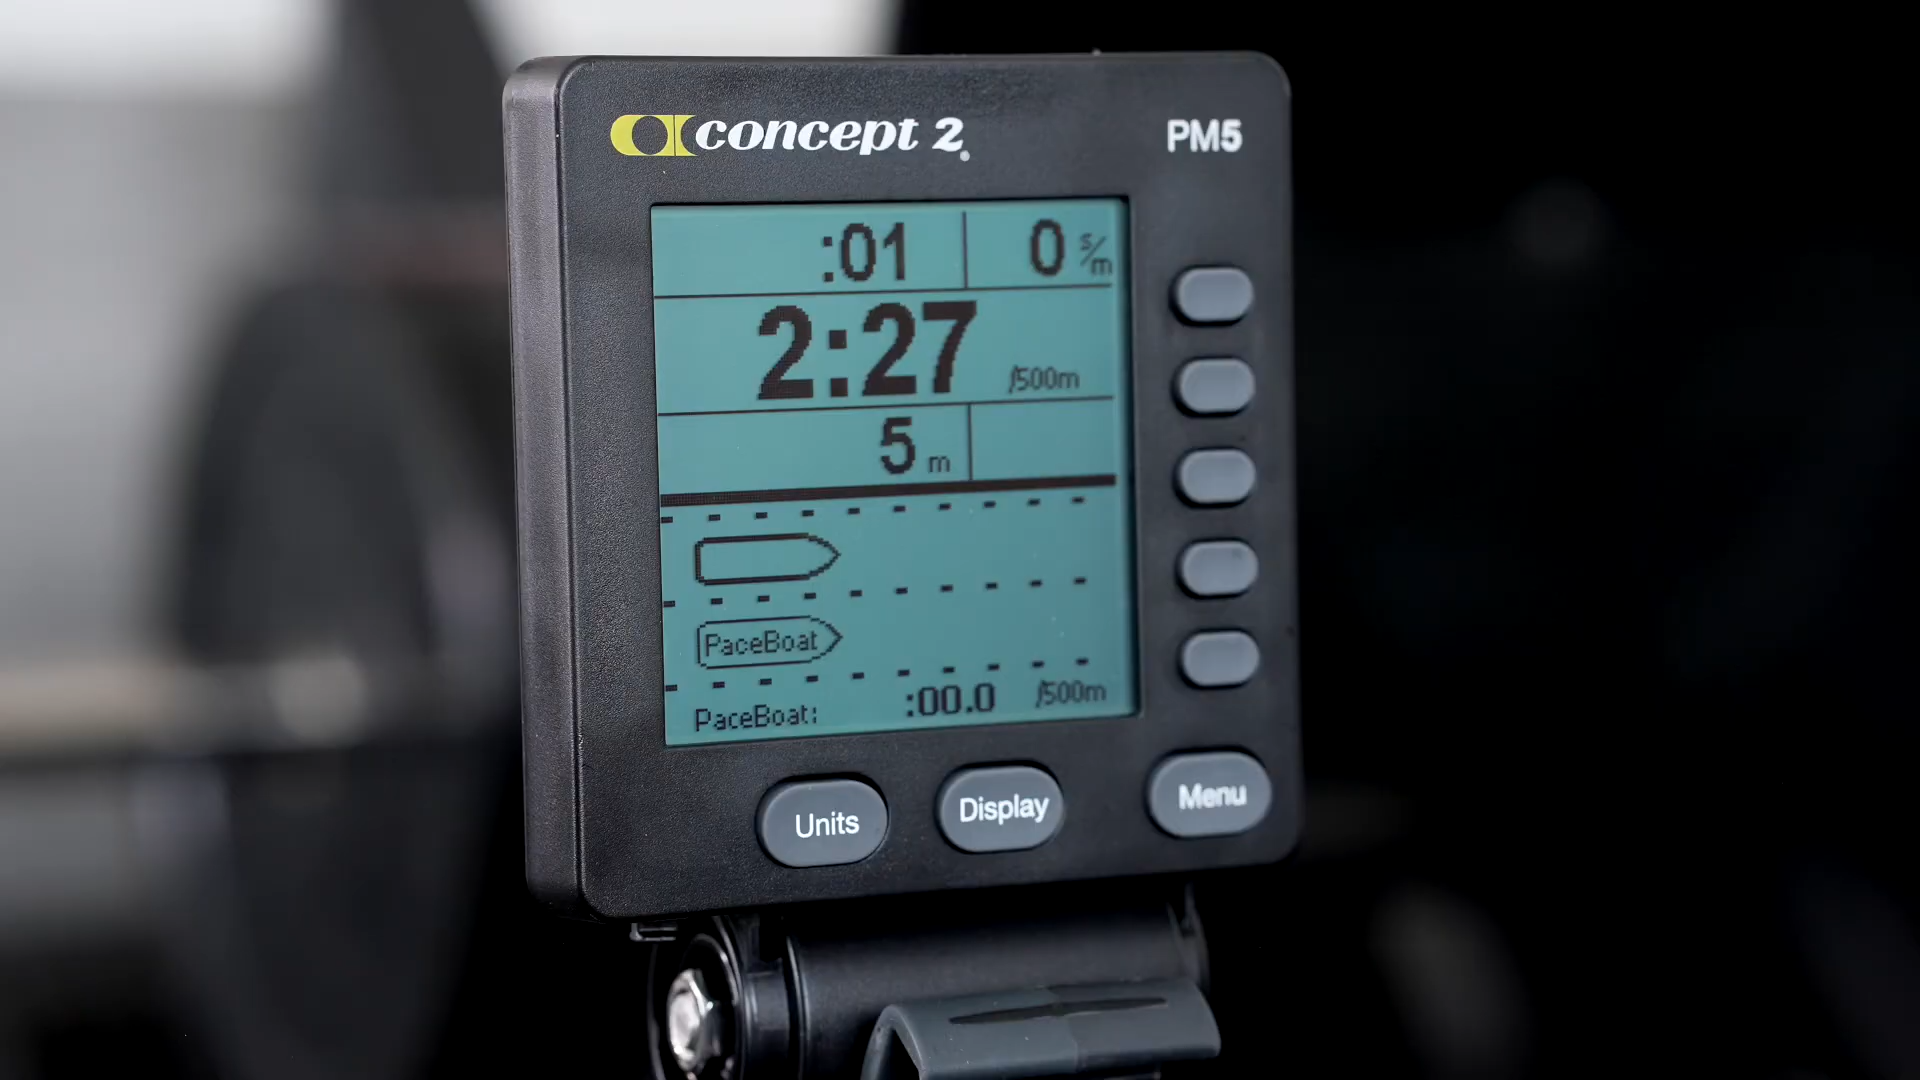 concept 2
PM5
:01 0 s/m
2:27 /500m
5 m
PaceBoat
PaceBoat: :00.0 /500m
Units Display Menu